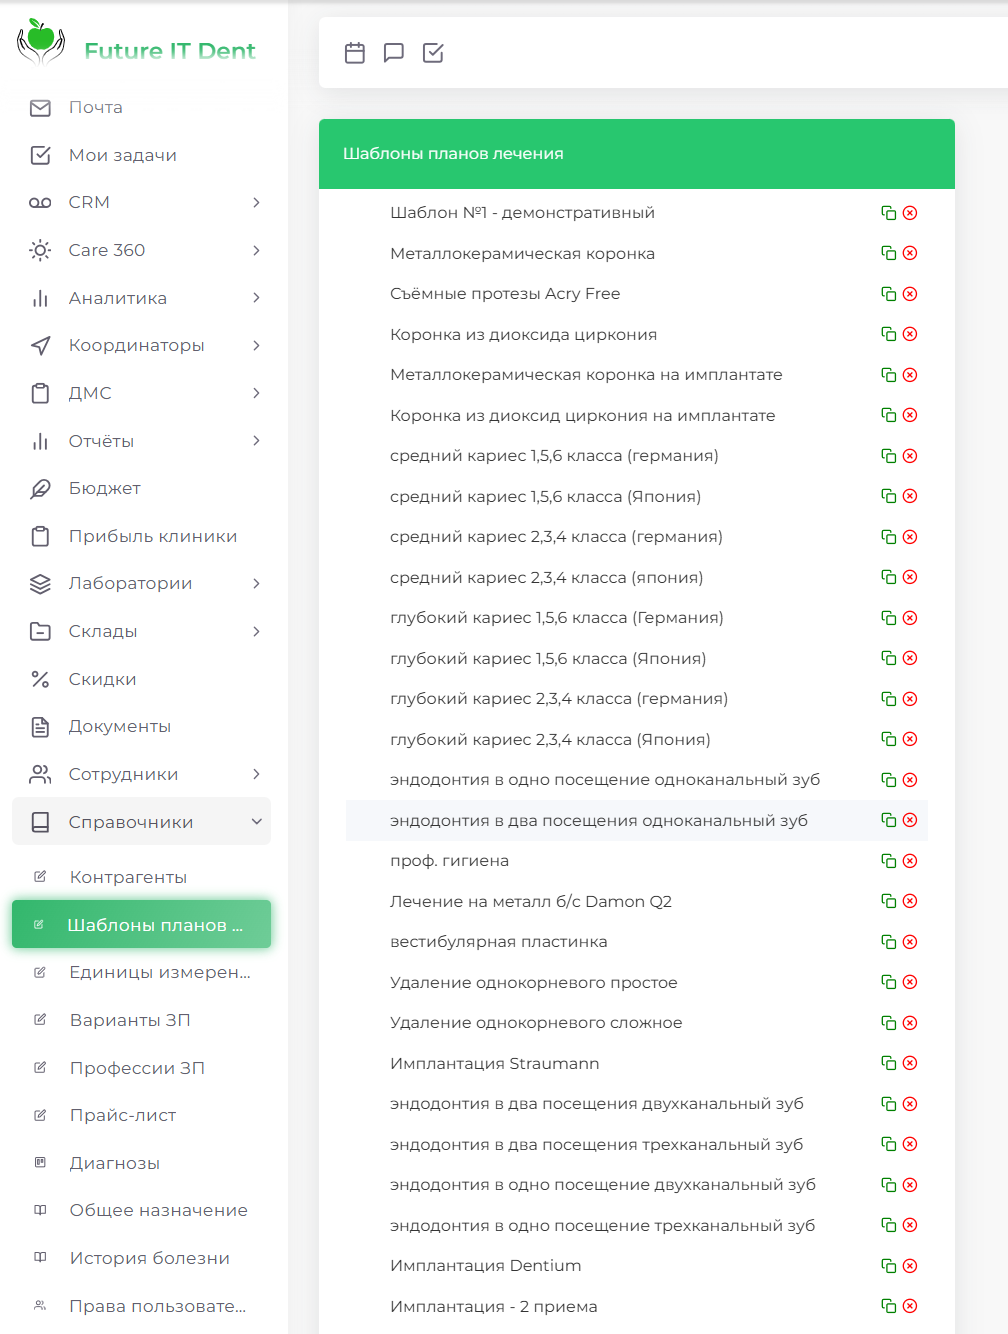 Future IT Dent
Почта
Мои задачи
CRM
Care 360
Аналитика
Координаторы
ДМС
Отчёты
Бюджет
Прибыль клиники
Лаборатории
Склады
Скидки
Документы
Сотрудники
Справочники
Контрагенты
Шаблоны планов ...
Единицы измерен...
Варианты ЗП
Профессии ЗП
Прайс-лист
Диагнозы
Общее назначение
История болезни
Права пользовате...
Шаблоны планов лечения
Шаблон №1 - демонстративный
Металлокерамическая коронка
Съёмные протезы Acry Free
Коронка из диоксида циркония
Металлокерамическая коронка на имплантате
Коронка из диоксид циркония на имплантате
средний кариес 1,5,6 класса (германия)
средний кариес 1,5,6 класса (Япония)
средний кариес 2,3,4 класса (германия)
средний кариес 2,3,4 класса (япония)
глубокий кариес 1,5,6 класса (Германия)
глубокий кариес 1,5,6 класса (Япония)
глубокий кариес 2,3,4 класса (германия)
глубокий кариес 2,3,4 класса (Япония)
эндодонтия в одно посещение одноканальный зуб
эндодонтия в два посещения одноканальный зуб
проф. гигиена
Лечение на металл б/с Damon Q2
вестибулярная пластинка
Удаление однокорневого простое
Удаление однокорневого сложное
Имплантация Straumann
эндодонтия в два посещения двухканальный зуб
эндодонтия в два посещения трехканальный зуб
эндодонтия в одно посещение двухканальный зуб
эндодонтия в одно посещение трехканальный зуб
Имплантация Dentium
Имплантация - 2 приема